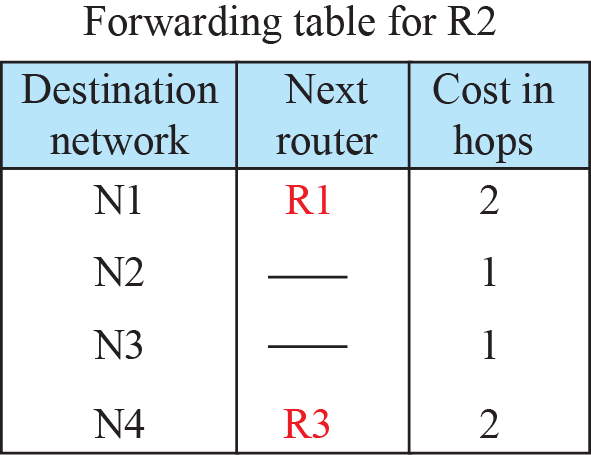 Forwarding table for R2
Destination network Next router Cost in hops
N1 R1 2
N2 —— 1
N3 —— 1
N4 R3 2